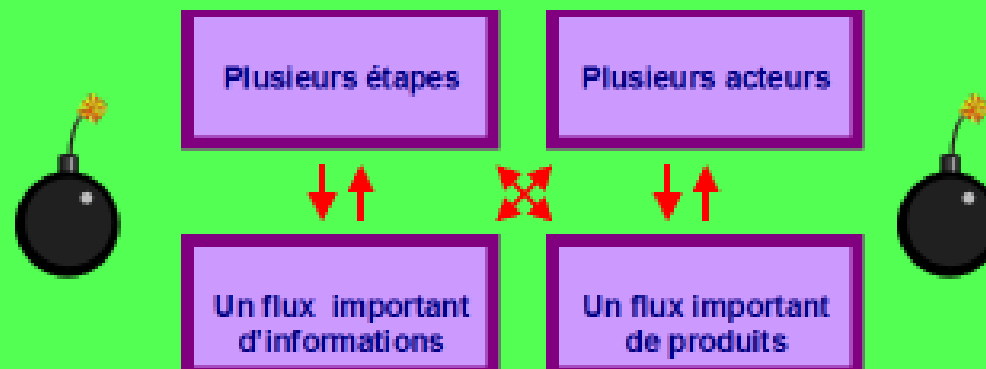 Plusieurs étapes
Plusieurs acteurs
Un flux important
d'informations
Un flux important
de produits